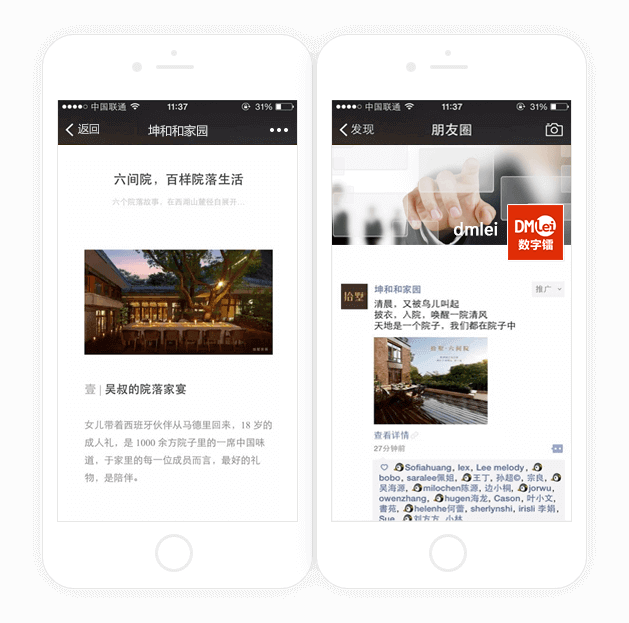 中国联通
11:37
31%
返回
坤和和家园
六间院，百样院落生活
六个院落故事，在西湖山麓径自展开…
壹 | 吴叔的院落家宴
女儿带着西班牙伙伴从马德里回来，18 岁的
成人礼，是 1000 余方院子里的一席中国味
道，于家里的每一位成员而言，最好的礼
物，是陪伴。
中国联通
11:37
31%
发现
朋友圈
dmlei
DMLei
数字镭
拾墅
坤和和家园
推广
清晨，又被鸟儿叫起
披衣，入院，唤醒一院清风
天地是一个院子，我们都在院子中
拾墅·六间院
查看详情
27分钟前
Sofiahuang, lex, Lee melody,
bobo, saralee佩姐, 王丁, 孙超©, 宗良,
吴海源, milochen陈源, 边小桐, jorwu,
owenzhang, hugen海龙, Cason, 叶小文,
書苑, helenhe何蕾, sherlynshi, irisli 李娟,
Sue, 刘方方, 小林